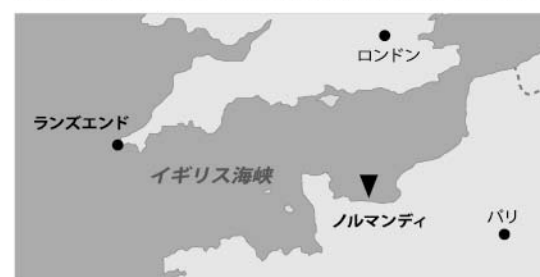 ロンドン
ランズエンド
イギリス海峡
ノルマンディ
パリ